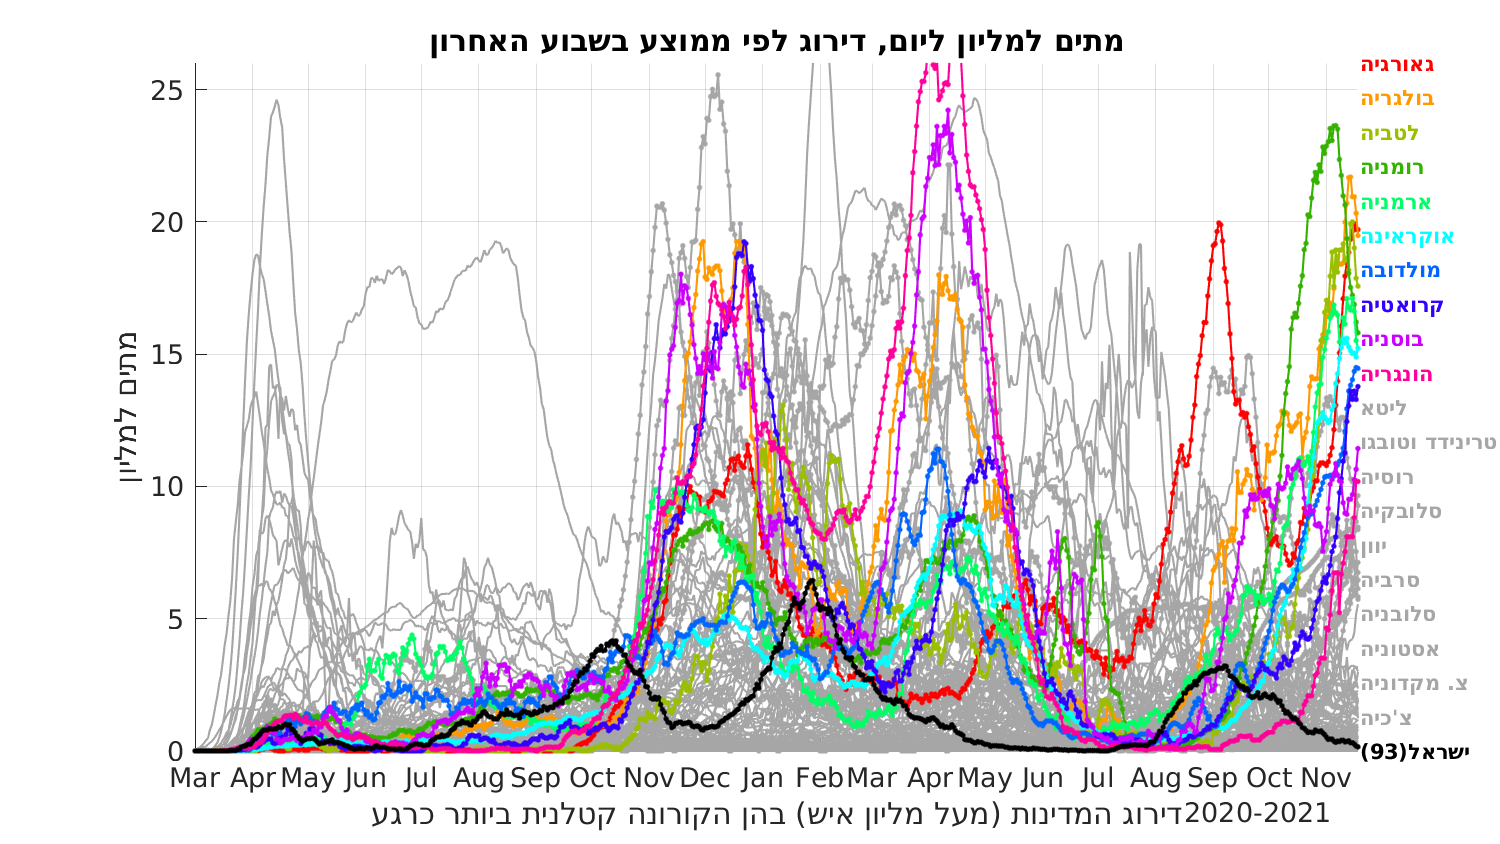 מתים למליון ליום, דירוג לפי ממוצע בשבוע האחרון
מתים למליון
25
20
15
10
5
0
Mar Apr May Jun Jul Aug Sep Oct Nov Dec Jan Feb Mar Apr May Jun Jul Aug Sep Oct Nov
דירוג המדינות (מעל מליון איש) בהן הקורונה קטלנית ביותר כרגע2020-2021
גאורגיה
בולגריה
לטביה
רומניה
ארמניה
אוקראינה
מולדובה
קרואטיה
בוסניה
הונגריה
ליטא
טרינידד וטובגו
רוסיה
סלובקיה
יוון
סרביה
סלובניה
אסטוניה
צ. מקדוניה
צ'כיה
ישראל(93)